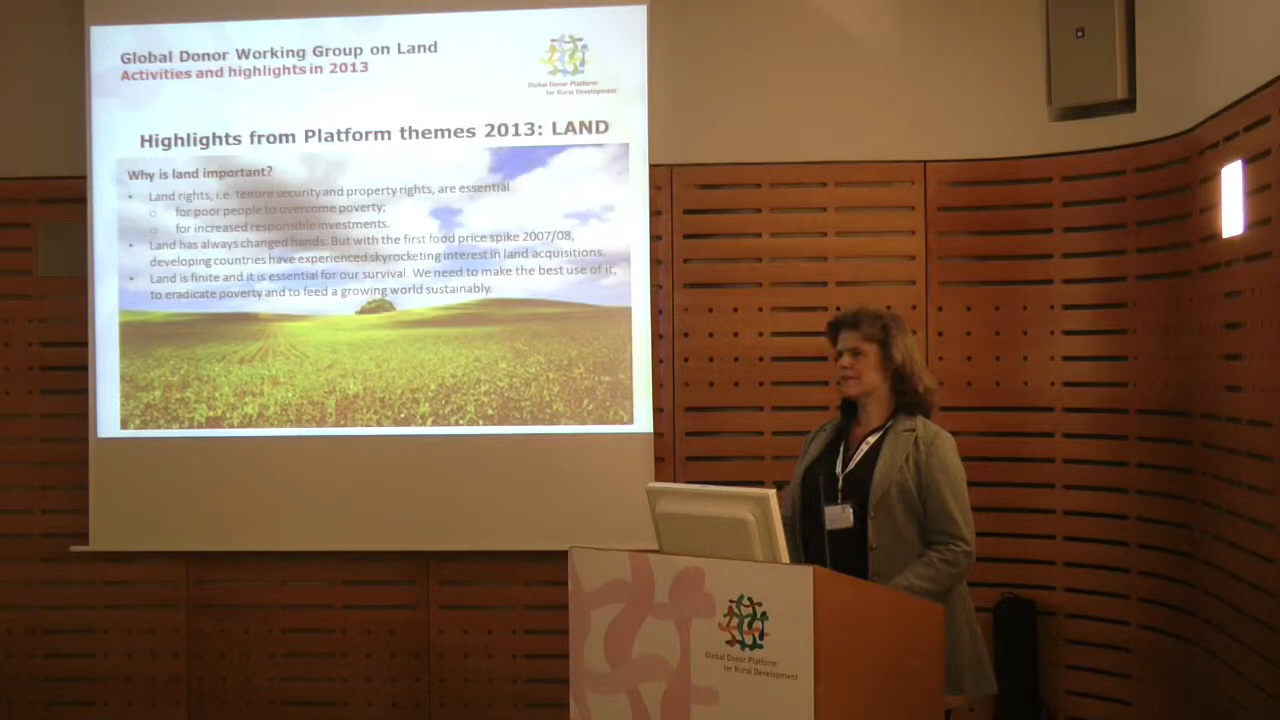 Global Donor Working Group on Land
Activities and highlights in 2013
Global Donor Platform
for Rural Development
Highlights from Platform themes 2013: LAND
Why is land important?
• Land rights, i.e. tenure security and property rights, are essential
○ for poor people to overcome poverty;
○ for increased responsible investments.
• Land has always changed hands. But with the first food price spike 2007/08,
developing countries have experienced skyrocketing interest in land acquisitions.
• Land is finite and it is essential for our survival. We need to make the best use of it,
to eradicate poverty and to feed a growing world sustainably.
Global Donor Platform
for Rural Development